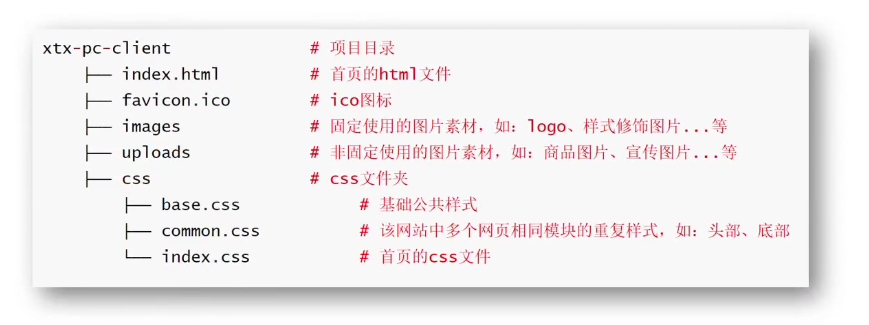 xtx-pc-client # 项目目录
├── index.html # 首页的html文件
├── favicon.ico # ico图标
├── images # 固定使用的图片素材，如：logo、样式修饰图片...等
├── uploads # 非固定使用的图片素材，如：商品图片、宣传图片...等
├── css # css文件夹
├── base.css # 基础公共样式
├── common.css # 该网站中多个网页相同模块的重复样式，如：头部、底部
└── index.css # 首页的css文件